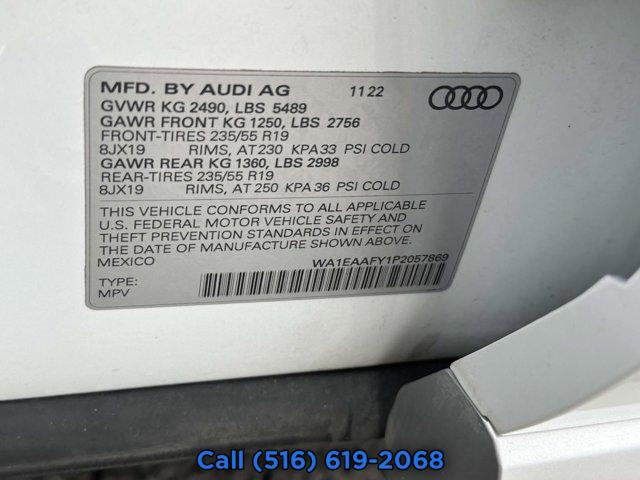 MFD. BY AUDI AG 11 22
GVWR KG 2490, LBS 5489
GAWR FRONT KG 1250, LBS 2756
FRONT-TIRES 235/55 R19
8JX19 RIMS, AT 230 KPA 33 PSI COLD
GAWR REAR KG 1360, LBS 2998
REAR-TIRES 235/55 R19
8JX19 RIMS, AT 250 KPA 36 PSI COLD
THIS VEHICLE CONFORMS TO ALL APPLICABLE
U.S. FEDERAL MOTOR VEHICLE SAFETY AND
THEFT PREVENTION STANDARDS IN EFFECT ON
THE DATE OF MANUFACTURE SHOWN ABOVE.
MEXICO WA1EAAFY1P2057869
TYPE:
MPV
Call (516) 619-2068